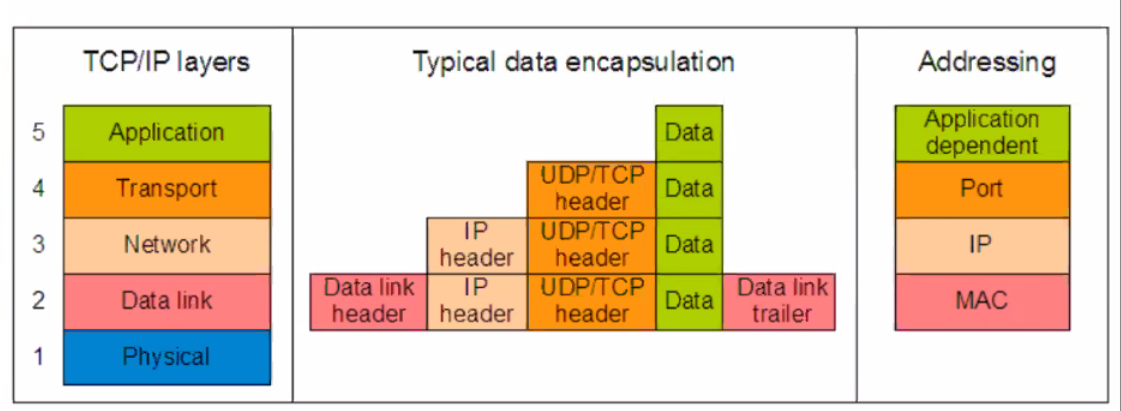 TCP/IP layers
Typical data encapsulation
Addressing
5
Application
Data
Application
dependent
4
Transport
UDP/TCP
header
Data
Port
3
Network
IP
header
UDP/TCP
header
Data
IP
2
Data link
Data link
header
IP
header
UDP/TCP
header
Data
Data link
trailer
MAC
1
Physical